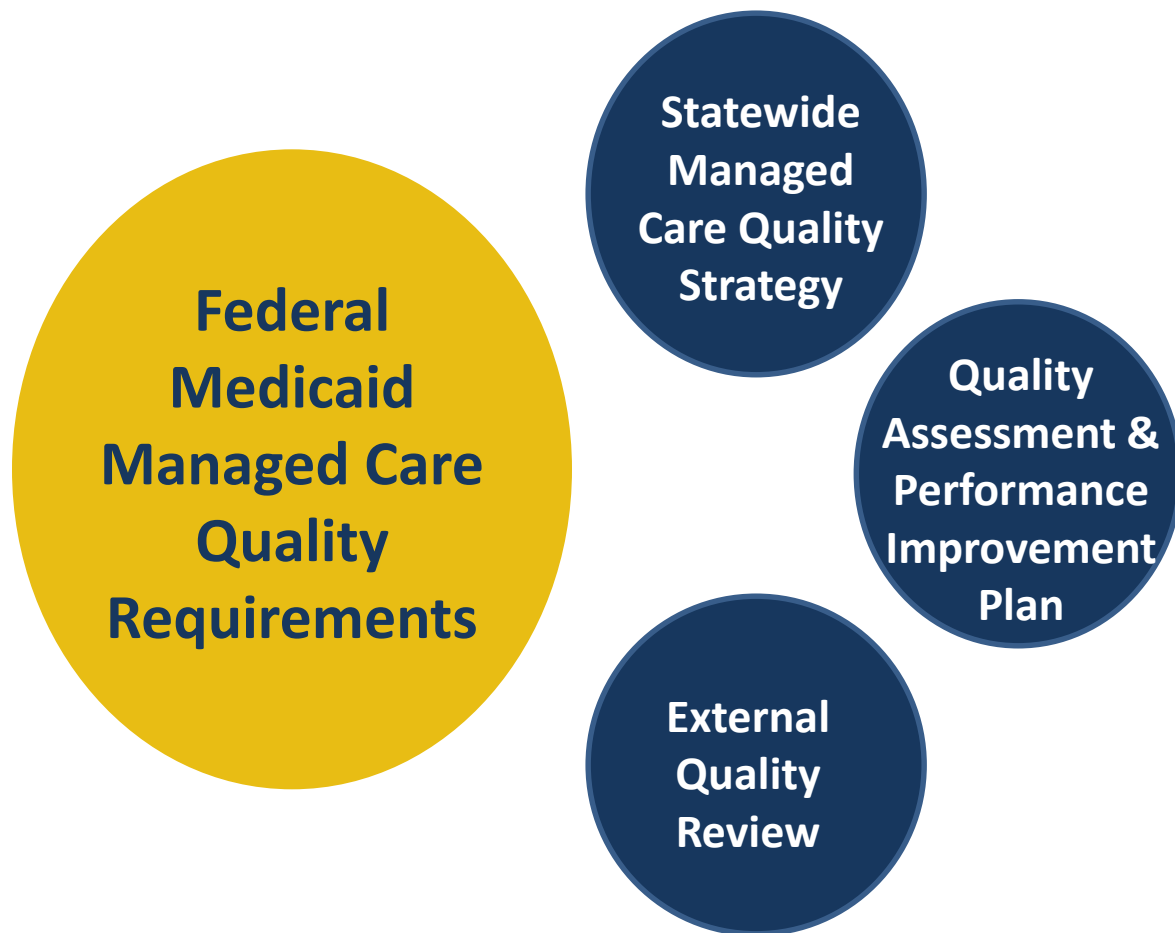 Federal
Medicaid
Managed Care
Quality
Requirements
Statewide
Managed
Care Quality
Strategy
Quality
Assessment &
Performance
Improvement
Plan
External
Quality
Review